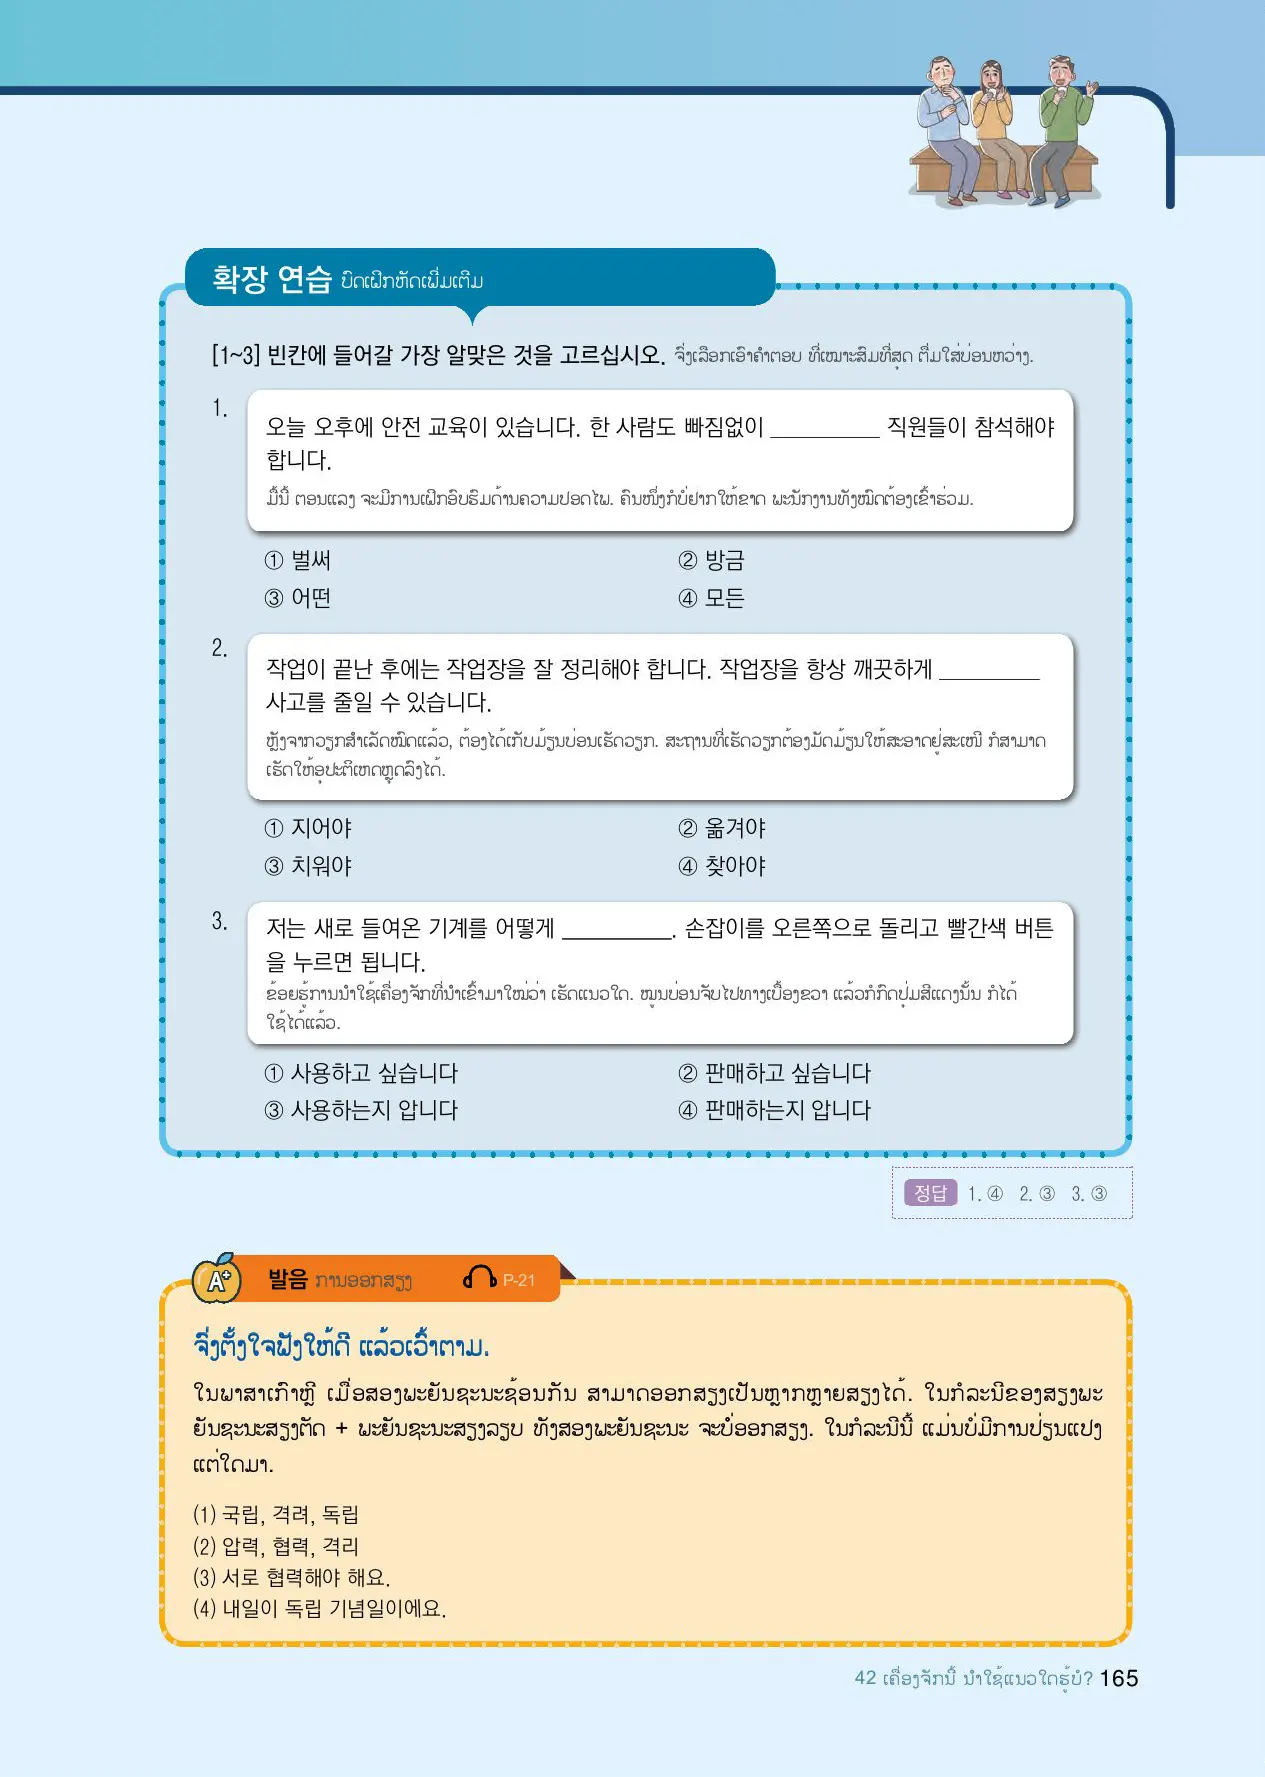 확장 연습 ບົດເຝິກຫັດເພີ່ມເຕີມ
[1~3] 빈칸에 들어갈 가장 알맞은 것을 고르십시오. ຈົ່ງເລືອກເອົາຄຳຕອບ ທີ່ເໝາະສົມທີ່ສຸດ ຕື່ມໃສ່ບ່ອນຫວ່າງ.
1.
오늘 오후에 안전 교육이 있습니다. 한 사람도 빠짐없이 __________ 직원들이 참석해야
합니다.
ມື້ນີ້ ຕອນແລງ ຈະມີການເຝິກອົບຮົມດ້ານຄວາມປອດໄພ. ຄົນໜຶ່ງກໍບໍ່ຢາກໃຫ້ຂາດ ພະນັກງານທັງໝົດຕ້ອງເຂົ້າຮ່ວມ.
① 벌써 ② 방금
③ 어떤 ④ 모든
2.
작업이 끝난 후에는 작업장을 잘 정리해야 합니다. 작업장을 항상 깨끗하게 __________
사고를 줄일 수 있습니다.
ຫຼັງຈາກວຽກສຳເລັດໝົດແລ້ວ, ຕ້ອງໄດ້ເກັບມ້ຽນບ່ອນເຮັດວຽກ. ສະຖານທີ່ເຮັດວຽກຕ້ອງມັດມ້ຽນໃຫ້ສະອາດຢູ່ສະເໜີ ກໍສາມາດ
ເຮັດໃຫ້ອຸປະຕິເຫດຫຼຸດລົງໄດ້.
① 지어야 ② 옮겨야
③ 치워야 ④ 찾아야
3.
저는 새로 들여온 기계를 어떻게 __________. 손잡이를 오른쪽으로 돌리고 빨간색 버튼
을 누르면 됩니다.
ຂ້ອຍຮູ້ການນຳໃຊ້ເຄື່ອງຈັກທີ່ນຳເຂົ້າມາໃໝ່ວ່າ ເຮັດແນວໃດ. ໝູນບ່ອນຈັບໄປທາງເບື້ອງຂວາ ແລ້ວກໍກົດປຸ່ມສີແດງນັ້ນ ກໍໄດ້
ໃຊ້ໄດ້ແລ້ວ.
① 사용하고 싶습니다 ② 판매하고 싶습니다
③ 사용하는지 압니다 ④ 판매하는지 압니다
정답 1. ④ 2. ③ 3. ③
A+ 발음 ການອອກສຽງ P-21
ຈົ່ງຕັ້ງໃຈຟັງໃຫ້ດີ ແລ້ວເວົ້າຕາມ.
ໃນພາສາເກົາຫຼີ ເມື່ອສອງພະຍັນຊະນະຊ້ອນກັນ ສາມາດອອກສຽງເປັນຫຼາກຫຼາຍສຽງໄດ້. ໃນກໍລະນີຂອງສຽງພະ
ຍັນຊະນະສຽງຕັດ + ພະຍັນຊະນະສຽງລຽບ ທັງສອງພະຍັນຊະນະ ຈະບໍ່ອອກສຽງ. ໃນກໍລະນີນີ້ ແມ່ນບໍ່ມີການປ່ຽນແປງ
ແຕ່ໃດມາ.
(1) 국립, 격려, 독립
(2) 압력, 협력, 격리
(3) 서로 협력해야 해요.
(4) 내일이 독립 기념일이에요.
42 ເຄື່ອງຈັກນີ້ ນຳໃຊ້ແນວໃດຮູ້ບໍ? 165